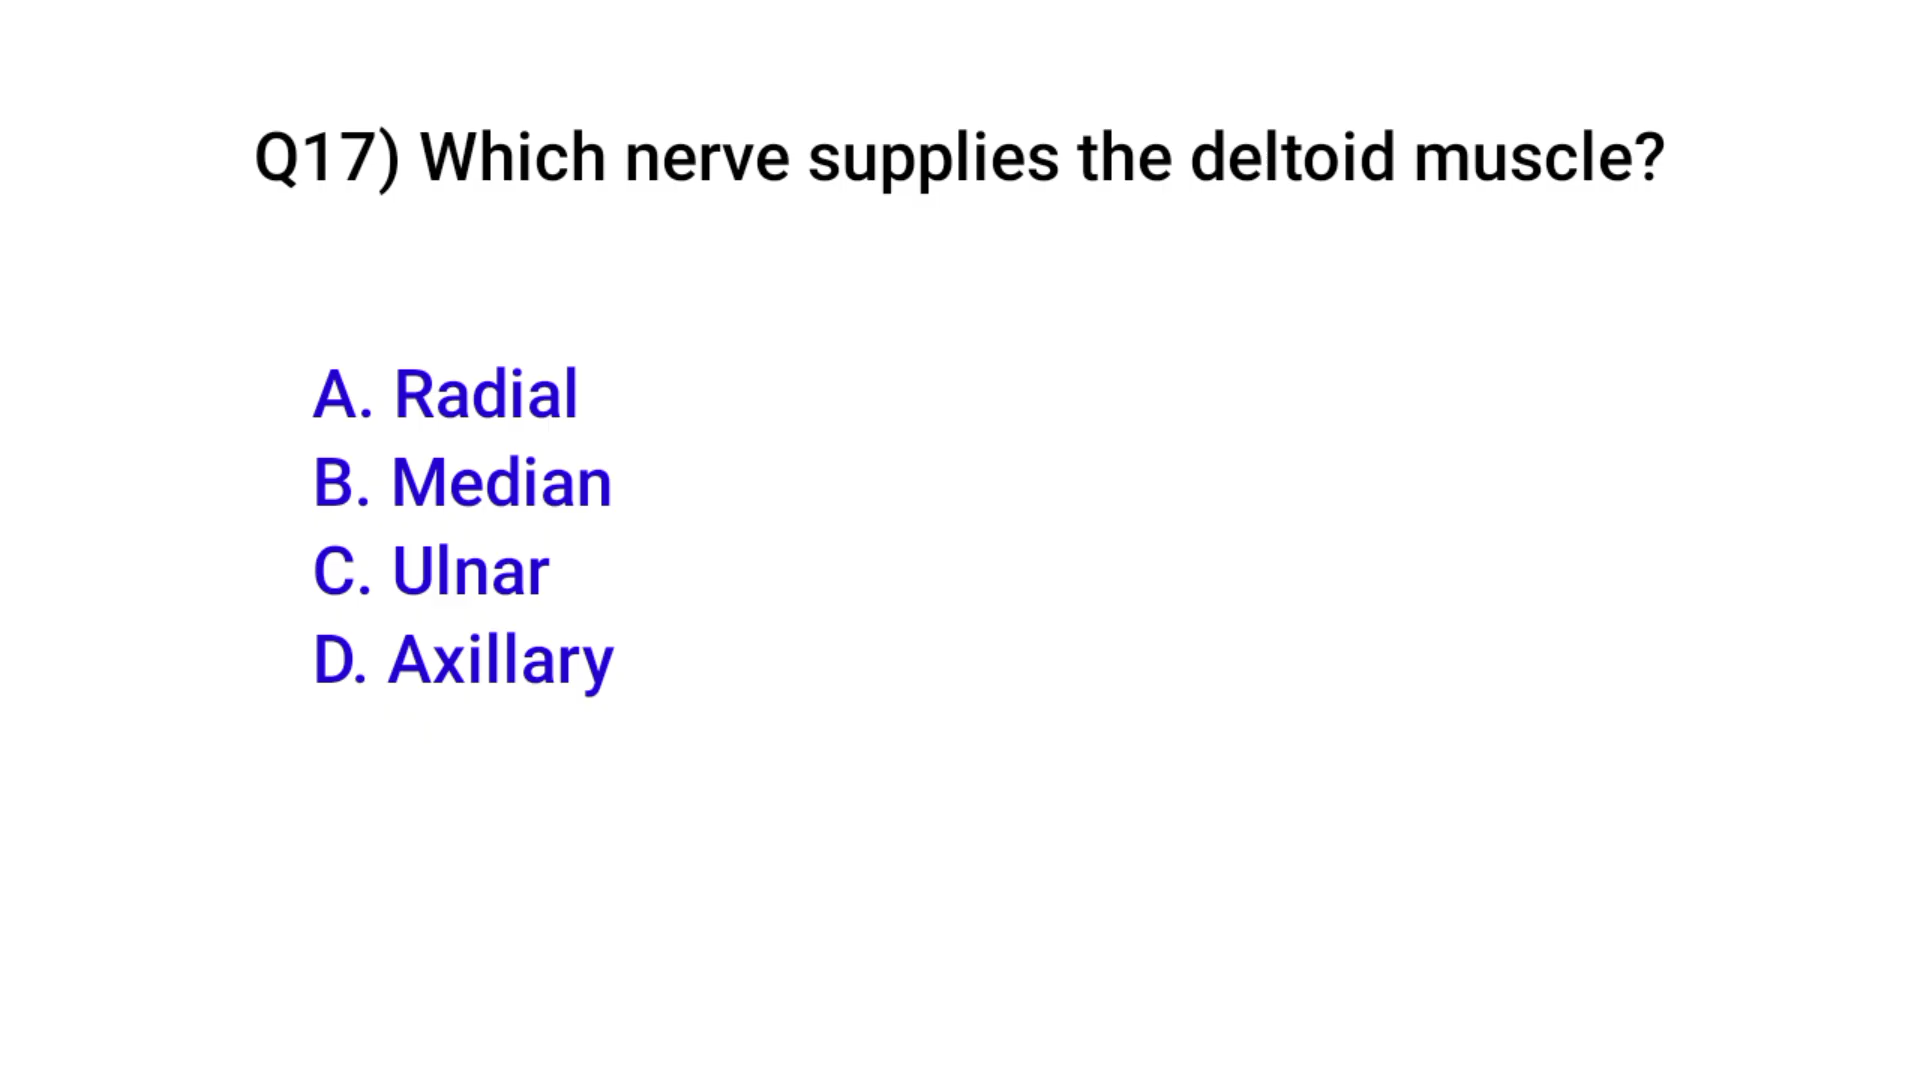 Q17) Which nerve supplies the deltoid muscle?
A. Radial
B. Median
C. Ulnar
D. Axillary